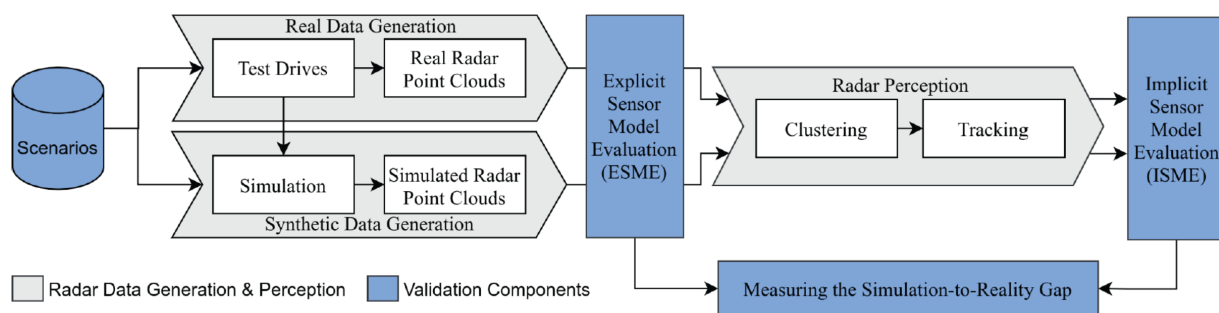 Real Data Generation
Test Drives
Real Radar
Point Clouds
Scenarios
Simulation
Simulated Radar
Point Clouds
Synthetic Data Generation
Explicit
Sensor
Model
Evaluation
(ESME)
Radar Perception
Clustering
Tracking
Implicit
Sensor
Model
Evaluation
(ISME)
Radar Data Generation & Perception
Validation Components
Measuring the Simulation-to-Reality Gap